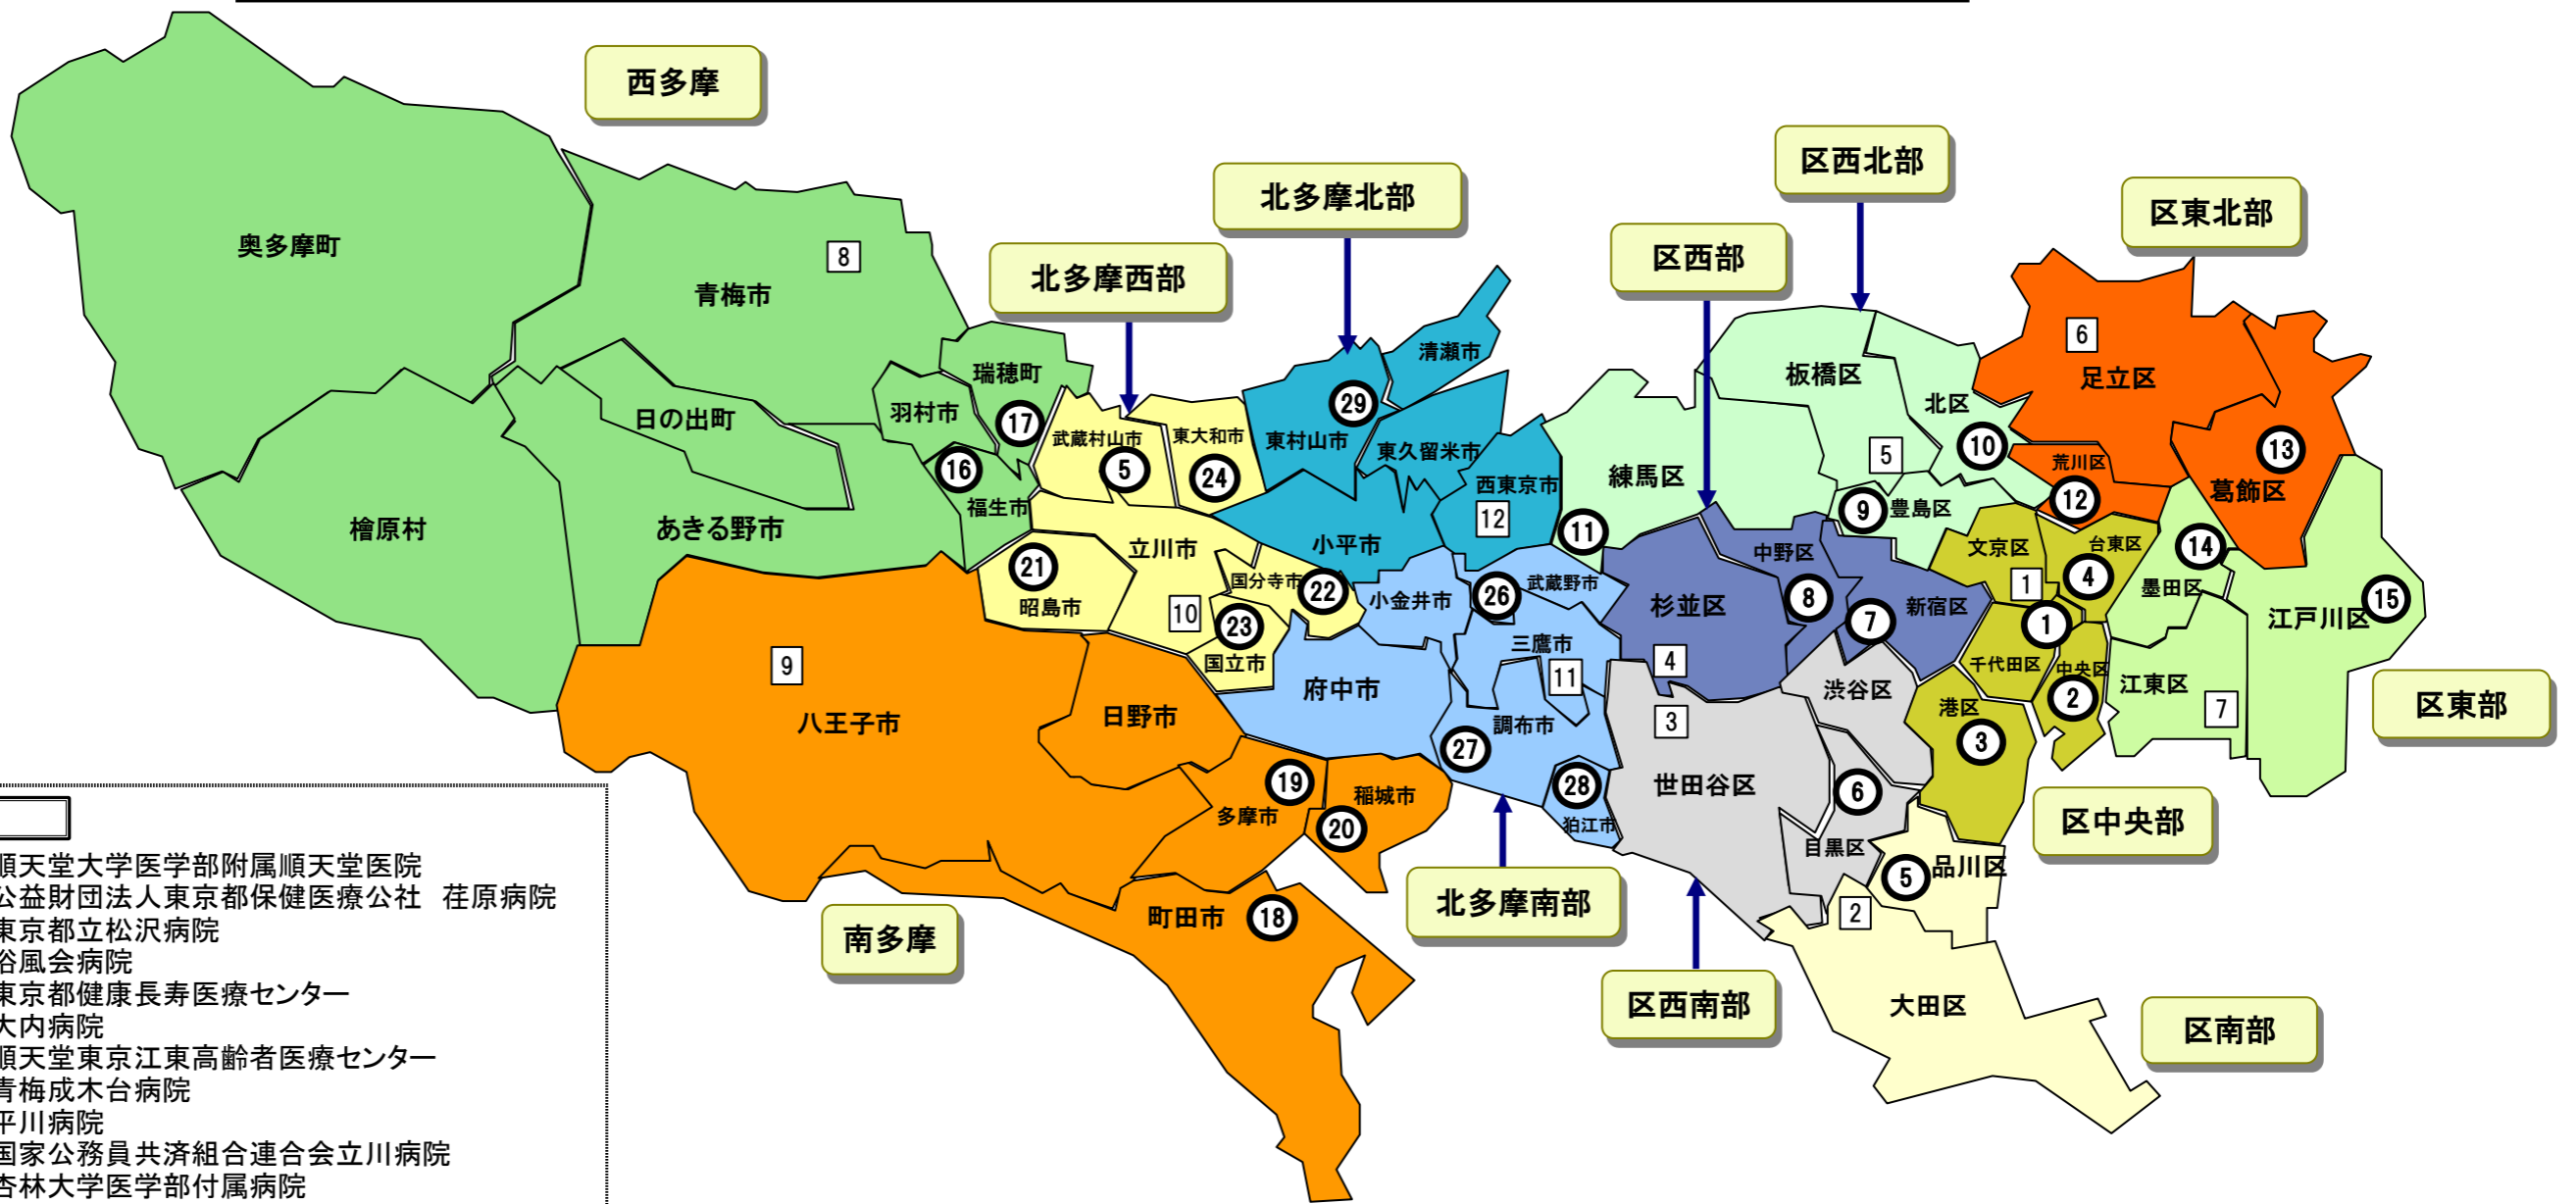 西多摩
区西北部
北多摩北部
区東北部
区西部
北多摩西部
奥多摩町
8
青梅市
6
清瀬市
足立区
瑞穂町
板橋区
29
北区
羽村市
日の出町
17
武蔵村山市
東大和市
東村山市
東久留米市
10
13
5
荒川区
16
5
24
練馬区
西東京市
葛飾区
福生市
12
9
豊島区
12
檜原村
あきる野市
11
立川市
小平市
中野区
文京区
台東区
14
21
国分寺市
22
武蔵野市
1
4
墨田区
昭島市
小金井市
26
杉並区
8
新宿区
15
10
23
7
1
江戸川区
三鷹市
9
国立市
4
千代田区
中央区
府中市
11
渋谷区
江東区
2
区東部
八王子市
日野市
3
港区
7
調布市
27
3
19
28
世田谷区
6
稲城市
多摩市
20
狛江市
区中央部
目黒区
品川区
5
順天堂大学医学部附属順天堂医院
公益財団法人東京都保健医療公社 荏原病院
東京都立松沢病院
浴風会病院
東京都健康長寿医療センター
大内病院
順天堂東京江東高齢者医療センター
青梅成木台病院
平川病院
国家公務員共済組合連合会立川病院
杏林大学医学部付属病院
北多摩南部
町田市
18
2
南多摩
区西南部
大田区
区南部